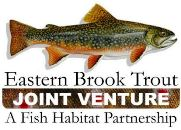 Eastern Brook Trout
JOINT VENTURE
A Fish Habitat Partnership